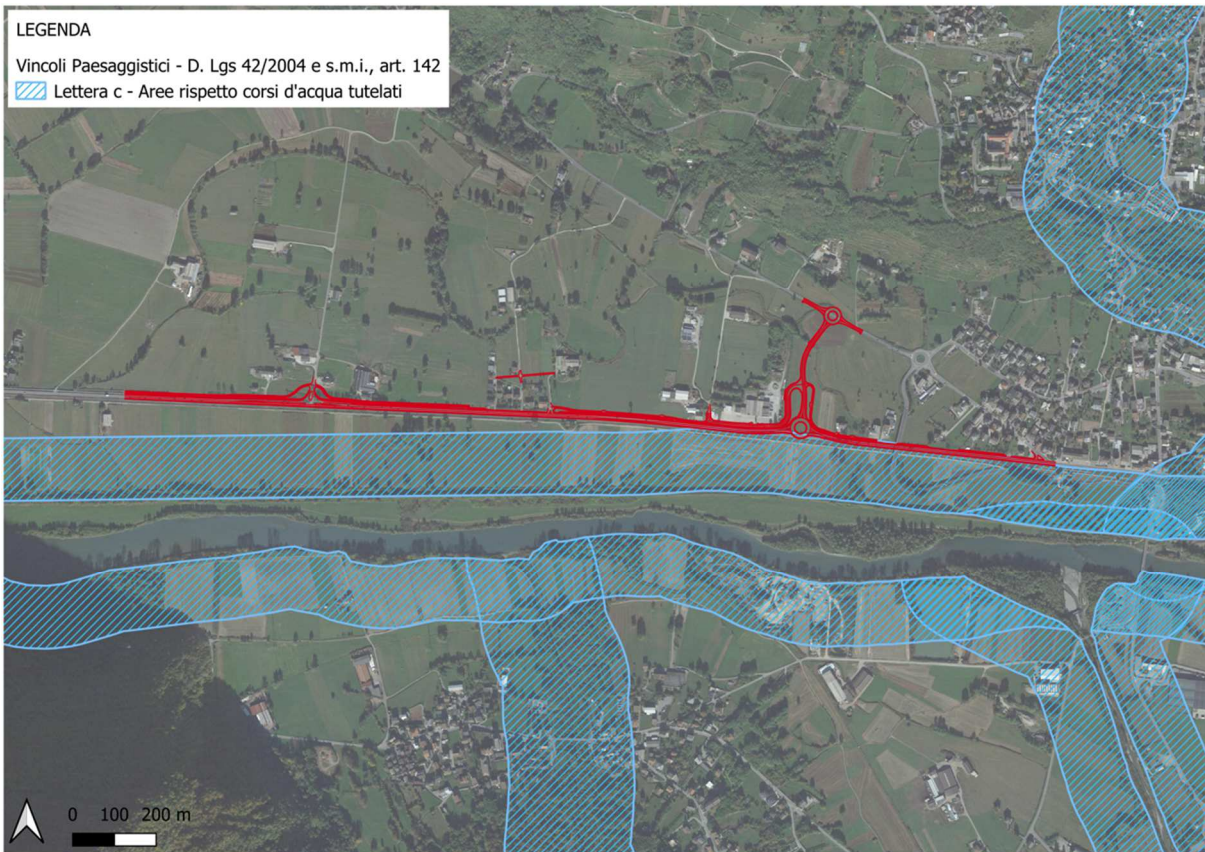 LEGENDA
Vincoli Paesaggistici - D. Lgs 42/2004 e s.m.i., art. 142
Lettera c - Aree rispetto corsi d'acqua tutelati
0 100 200 m